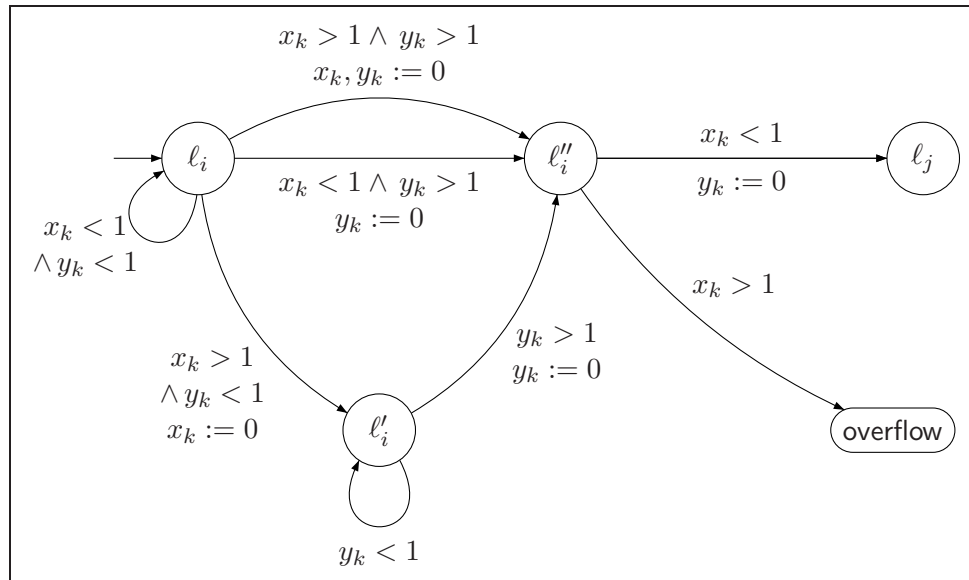 x_k > 1 ∧ y_k > 1
x_k, y_k := 0
ℓ_i
ℓ''_i
x_k < 1
y_k := 0
ℓ_j
x_k < 1 ∧ y_k > 1
y_k := 0
x_k < 1
∧ y_k < 1
x_k > 1
y_k > 1
y_k := 0
x_k > 1
∧ y_k < 1
x_k := 0
ℓ'_i
overflow
y_k < 1